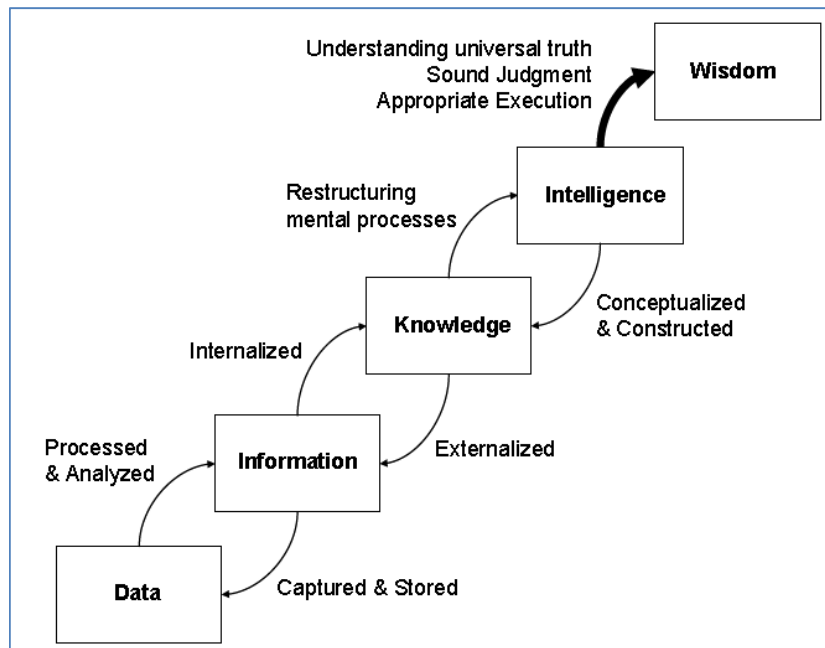 Understanding universal truth
Sound Judgment
Appropriate Execution
Wisdom
Restructuring
mental processes
Intelligence
Conceptualized
& Constructed
Internalized
Knowledge
Externalized
Processed
& Analyzed
Information
Captured & Stored
Data